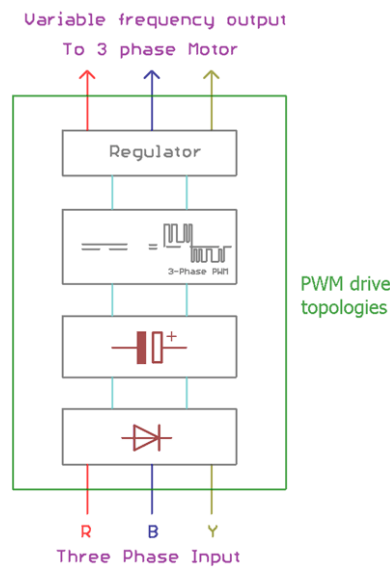 Variable frequency output
To 3 phase Motor
Regulator
3-Phase PWM
PWM drive
topologies
+
R B Y
Three Phase Input